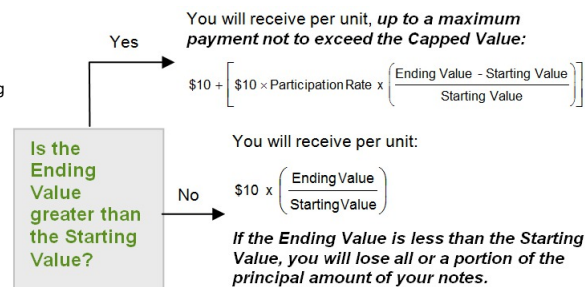 You will receive per unit, up to a maximum
payment not to exceed the Capped Value:
Yes
$10 + [ $10 × Participation Rate x ( Ending Value - Starting Value / Starting Value ) ]
g
Is the
Ending
Value
greater than
the Starting
Value?
No
You will receive per unit:
$10 x ( Ending Value / Starting Value )
If the Ending Value is less than the Starting
Value, you will lose all or a portion of the
principal amount of your notes.